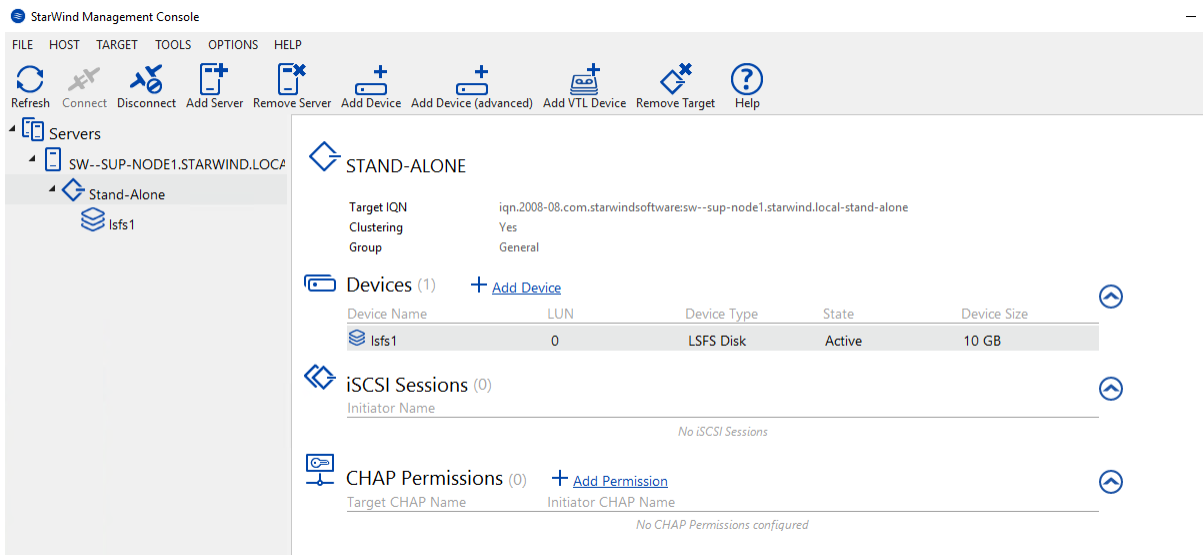 StarWind Management Console
FILE HOST TARGET TOOLS OPTIONS HELP
Refresh Connect Disconnect Add Server Remove Server Add Device Add Device (advanced) Add VTL Device Remove Target Help
Servers
SW--SUP-NODE1.STARWIND.LOCA
Stand-Alone
lsfs1
STAND-ALONE
Target IQN iqn.2008-08.com.starwindsoftware:sw--sup-node1.starwind.local-stand-alone
Clustering Yes
Group General
Devices (1) Add Device
Device Name LUN Device Type State Device Size
lsfs1 0 LSFS Disk Active 10 GB
iSCSI Sessions (0)
Initiator Name
No iSCSI Sessions
CHAP Permissions (0) Add Permission
Target CHAP Name Initiator CHAP Name
No CHAP Permissions configured